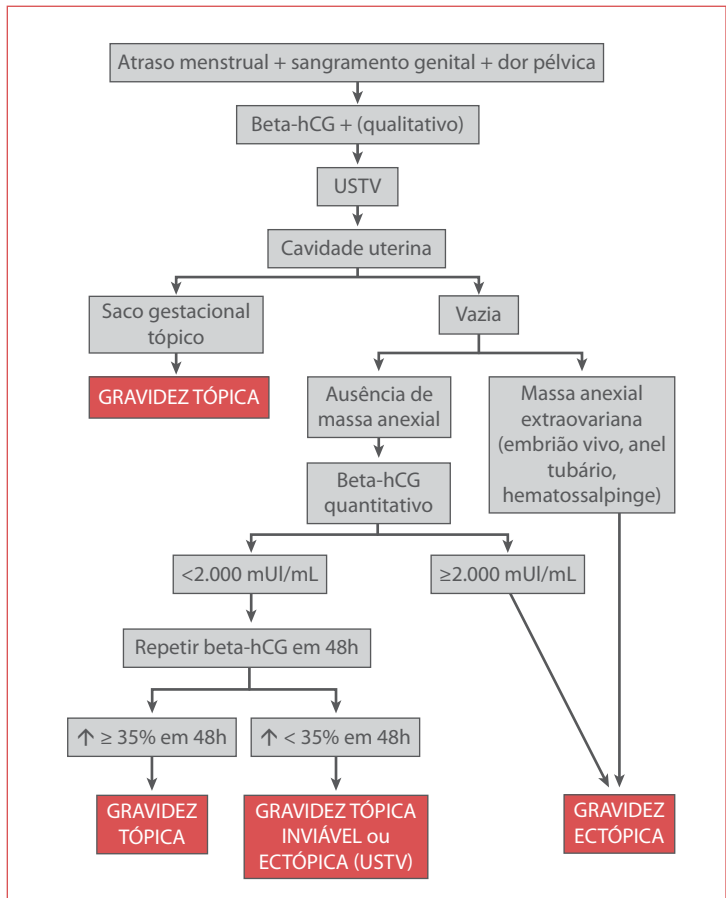 Atraso menstrual + sangramento genital + dor pélvica
Beta-hCG + (qualitativo)
USTV
Cavidade uterina
Saco gestacional
tópico
Vazia
GRAVIDEZ TÓPICA
Ausência de
massa anexial
Massa anexial
extraovariana
(embrião vivo, anel
tubário,
hematossalpinge)
Beta-hCG
quantitativo
<2.000 mUl/mL
≥2.000 mUl/mL
Repetir beta-hCG em 48h
↑ ≥ 35% em 48h
↑ < 35% em 48h
GRAVIDEZ
TÓPICA
GRAVIDEZ TÓPICA
INVIÁVEL ou
ECTÓPICA (USTV)
GRAVIDEZ
ECTÓPICA